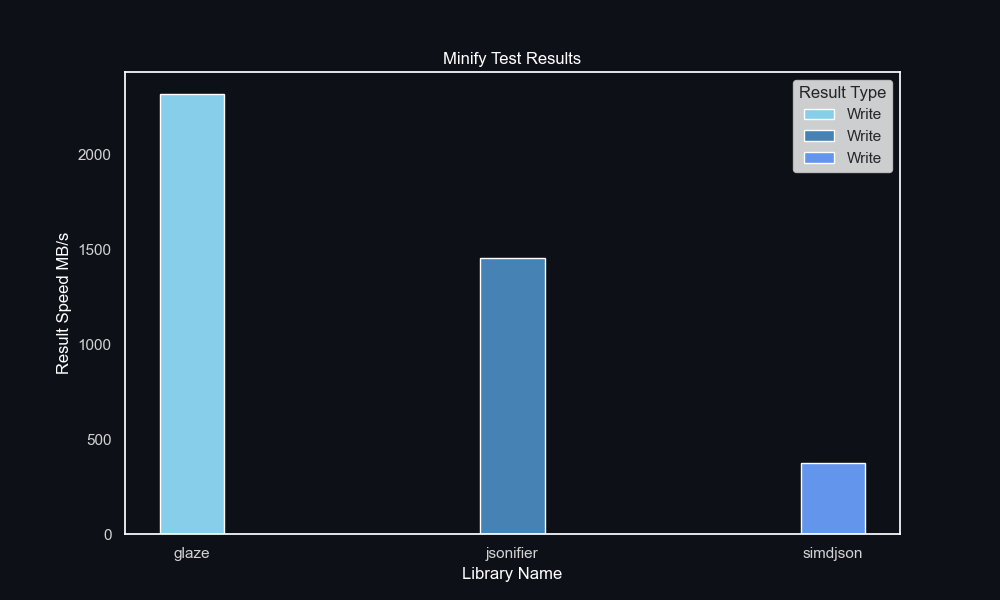 Minify Test Results
Result Type
Write
Write
Write
Result Speed MB/s
2000
1500
1000
500
0
glaze
jsonifier
simdjson
Library Name